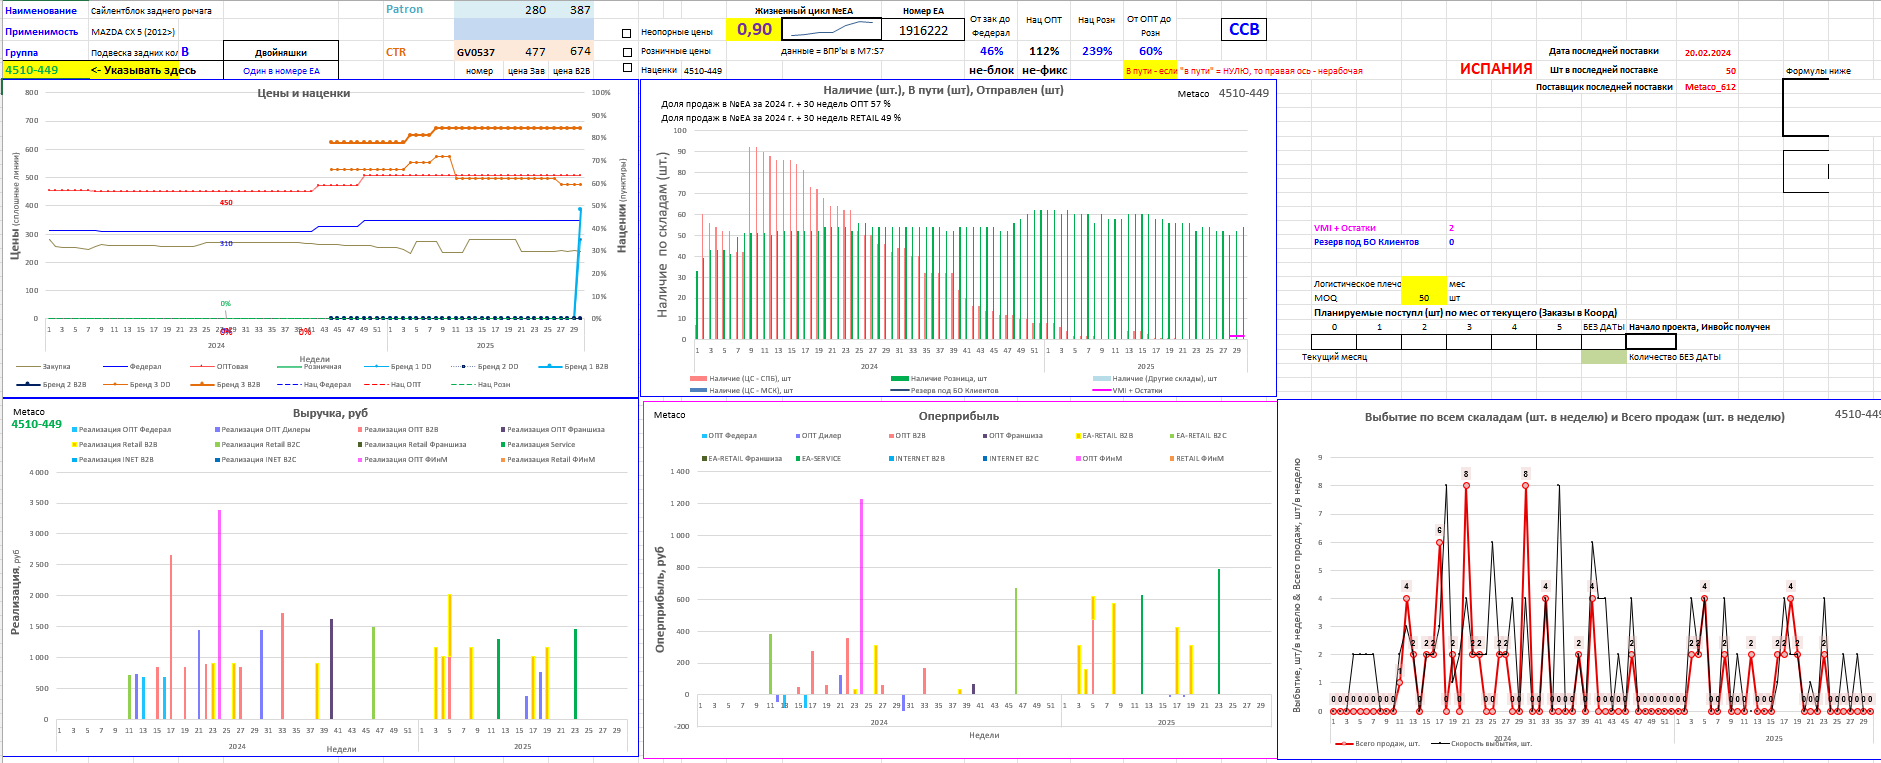 Наименование Сайлентблок заднего рычага Patron 280 387
Применимость MAZDA CX 5 (2012>)
Группа Подвеска задних кол B Двойняшки CTR GV0537 477 674
4510-449 <- Указывать здесь Один в номере EA номер цена Зав цена B2B
Неопорные цены 0,90 Жизненный цикл №EA Номер EA 1916222
Розничные цены данные = ВПР'ы в M7:S7
Наценки 4510-449
От зак до Федерал Нац ОПТ Нац Розн От ОПТ до Розн
46% 112% 239% 60%
не-блок не-фикс
В пути - если "в пути" = НУЛЮ, то правая ось - нерабочая
ССВ
ИСПАНИЯ
Дата последней поставки 20.02.2024
Шт в последней поставке 50
Поставщик последней поставки Metaco_612
Формулы ниже
Цены и наценки
Цены (сплошные линии)
800
700
600
500
400
300
200
100
0
100%
90%
80%
70%
60%
50%
40%
30%
20%
10%
0%
Наценки (пунктиры)
450
310
0%
0%
1 3 5 7 9 11 13 15 17 19 21 23 25 27 29 31 33 35 37 39 41 43 45 47 49 51 1 3 5 7 9 11 13 15 17 19 21 23 25 27 29
2024 2025
Недели
Закупка Федерал ОПТовая Розничная Бренд 1 DD Бренд 2 DD Бренд 1 B2B
Бренд 2 B2B Бренд 3 DD Бренд 3 B2B Нац Федерал Нац ОПТ Нац Розн
Наличие (шт.), В пути (шт), Отправлен (шт)
Metaco 4510-449
Доля продаж в №EA за 2024 г. + 30 недель ОПТ 57 %
Доля продаж в №EA за 2024 г. + 30 недель RETAIL 49 %
Наличие по складам (шт.)
100
90
80
70
60
50
40
30
20
10
0
1 3 5 7 9 11 13 15 17 19 21 23 25 27 29 31 33 35 37 39 41 43 45 47 49 51 1 3 5 7 9 11 13 15 17 19 21 23 25 27 29
2024 2025
Наличие (ЦС - СПБ), шт Наличие Розница, шт Наличие (Другие склады), шт
Наличие (ЦС - МСК), шт Резерв под БО Клиентов VMI + Остатки
VMI + Остатки 2
Резерв под БО Клиентов 0
Логистическое плечо мес
MOQ 50 шт
Планируемые поступл (шт) по мес от текущего (Заказы в Коорд)
0 1 2 3 4 5 БЕЗ ДАТЫ Начало проекта, Инвойс получен
Текущий месяц Количество БЕЗ ДАТЫ
Metaco
4510-449
Выручка, руб
Реализация ОПТ Федерал Реализация ОПТ Дилеры Реализация ОПТ B2B Реализация ОПТ Франшиза
Реализация Retail B2B Реализация Retail B2C Реализация Retail Франшиза Реализация Service
Реализация INET B2B Реализация INET B2C Реализация ОПТ ФИнМ Реализация Retail ФИнМ
Реализация, руб
4 000
3 500
3 000
2 500
2 000
1 500
1 000
500
0
1 3 5 7 9 11 13 15 17 19 21 23 25 27 29 31 33 35 37 39 41 43 45 47 49 51 1 3 5 7 9 11 13 15 17 19 21 23 25 27 29
2024 2025
Недели
Metaco
Оперприбыль
ОПТ Федерал ОПТ Дилер ОПТ B2B ОПТ Франшиза EA-RETAIL B2B EA-RETAIL B2C
EA-RETAIL Франшиза EA-SERVICE INTERNET B2B INTERNET B2C ОПТ ФИнМ RETAIL ФИнМ
Оперприбыль, руб
1 400
1 200
1 000
800
600
400
200
0
-200
1 3 5 7 9 11 13 15 17 19 21 23 25 27 29 31 33 35 37 39 41 43 45 47 49 51 1 3 5 7 9 11 13 15 17 19 21 23 25 27 29
2024 2025
Недели
Выбытие по всем скаладам (шт. в неделю) и Всего продаж (шт. в неделю)
4510-449
Выбытие, шт/в неделю & Всего продаж, шт/в неделю
9
8
7
6
5
4
3
2
1
0
1 3 5 7 9 11 13 15 17 19 21 23 25 27 29 31 33 35 37 39 41 43 45 47 49 51 1 3 5 7 9 11 13 15 17 19 21 23 25 27 29
2024 2025
Всего продаж, шт. Скорость выбытия, шт.